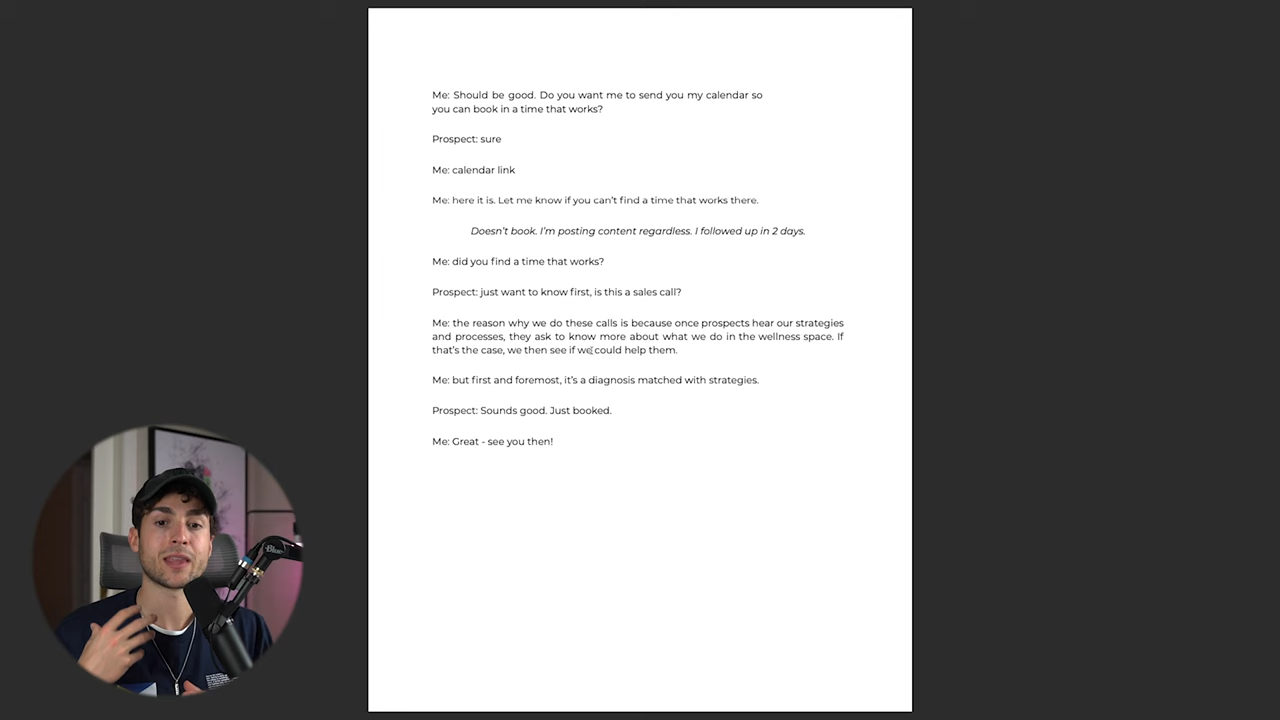 Me: Should be good. Do you want me to send you my calendar so
you can book in a time that works?
Prospect: sure
Me: calendar link
Me: here it is. Let me know if you can’t find a time that works there.
Doesn’t book. I’m posting content regardless. I followed up in 2 days.
Me: did you find a time that works?
Prospect: just want to know first, is this a sales call?
Me: the reason why we do these calls is because once prospects hear our strategies
and processes, they ask to know more about what we do in the wellness space. If
that’s the case, we then see if we could help them.
Me: but first and foremost, it’s a diagnosis matched with strategies.
Prospect: Sounds good. Just booked.
Me: Great - see you then!
Blue